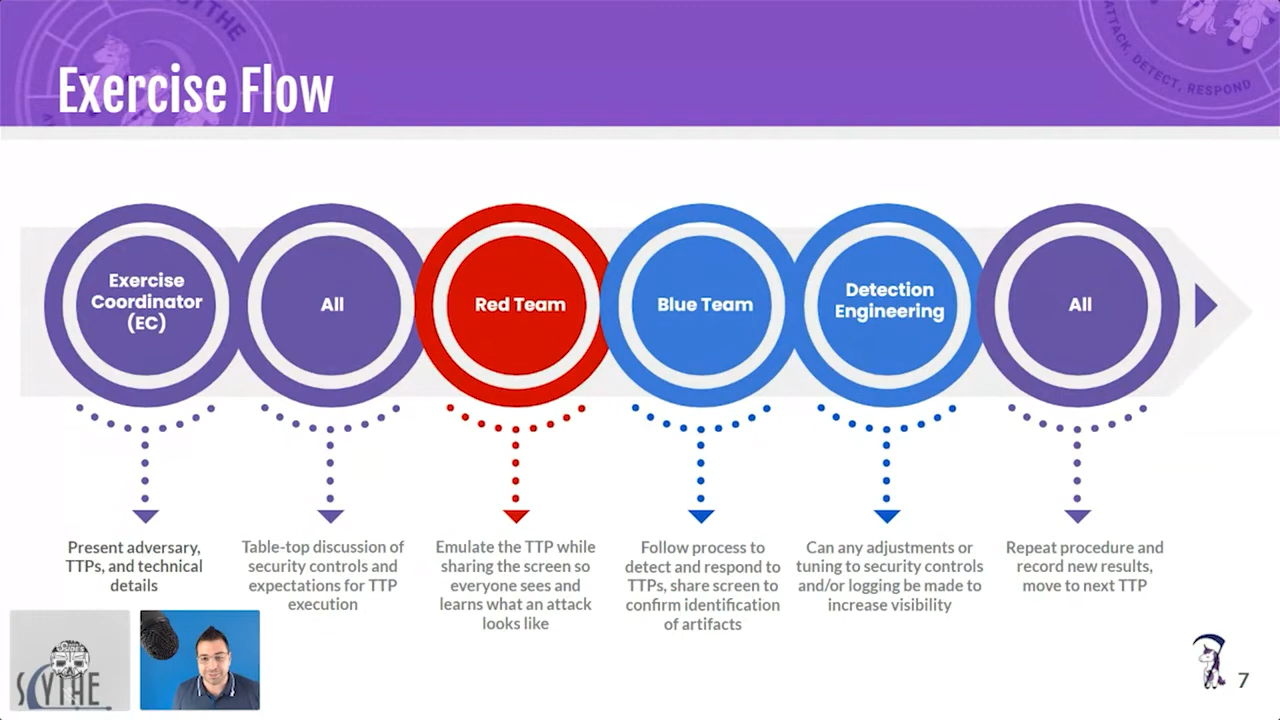 SCYTHE
ATTACK, DETECT, RESPOND
Exercise Flow
Exercise
Coordinator
(EC)
All
Red Team
Blue Team
Detection
Engineering
All
Present adversary,
TTPs, and technical
details
Table-top discussion of
security controls and
expectations for TTP
execution
Emulate the TTP while
sharing the screen so
everyone sees and
learns what an attack
looks like
Follow process to
detect and respond to
TTPs, share screen to
confirm identification
of artifacts
Can any adjustments or
tuning to security controls
and/or logging be made to
increase visibility
Repeat procedure and
record new results,
move to next TTP
SCYTHE
7